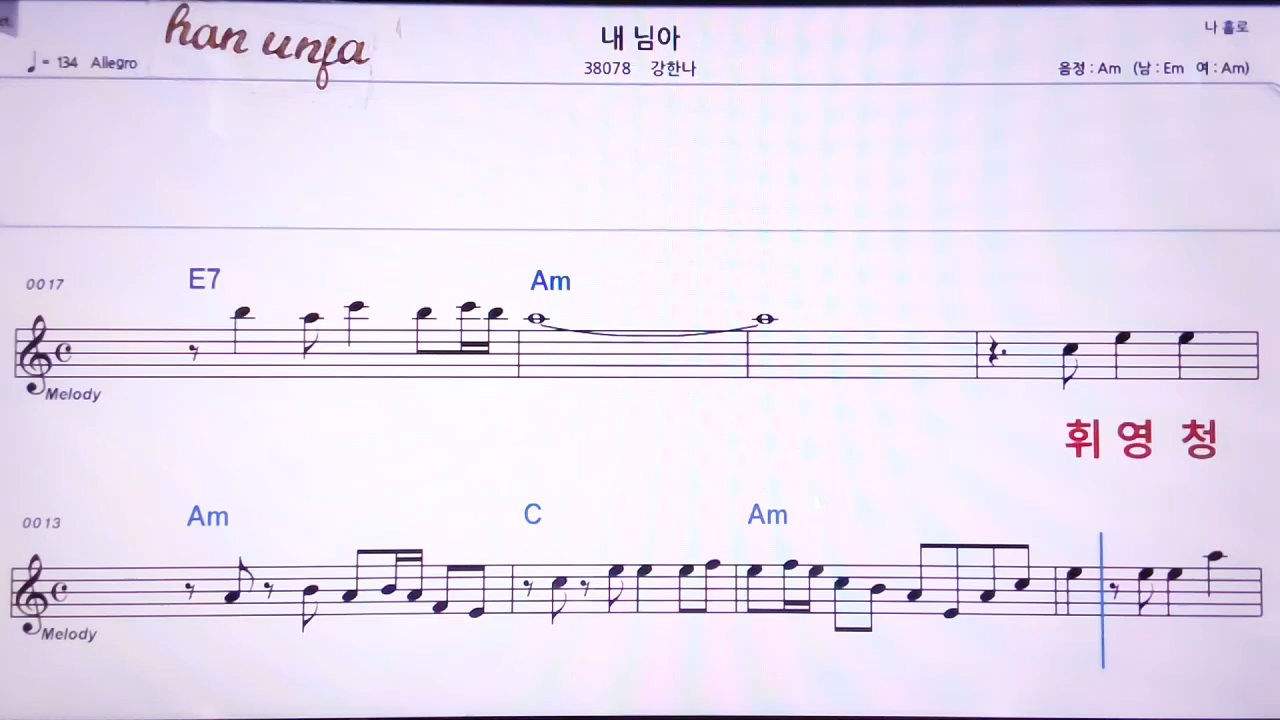 han unja
내 님아
나 홀로
♩= 134 Allegro
38078 강한나
음정 : Am (남 : Em 여 : Am)
0017
E7 Am
Melody
휘 영 청
0013
Am C Am
Melody